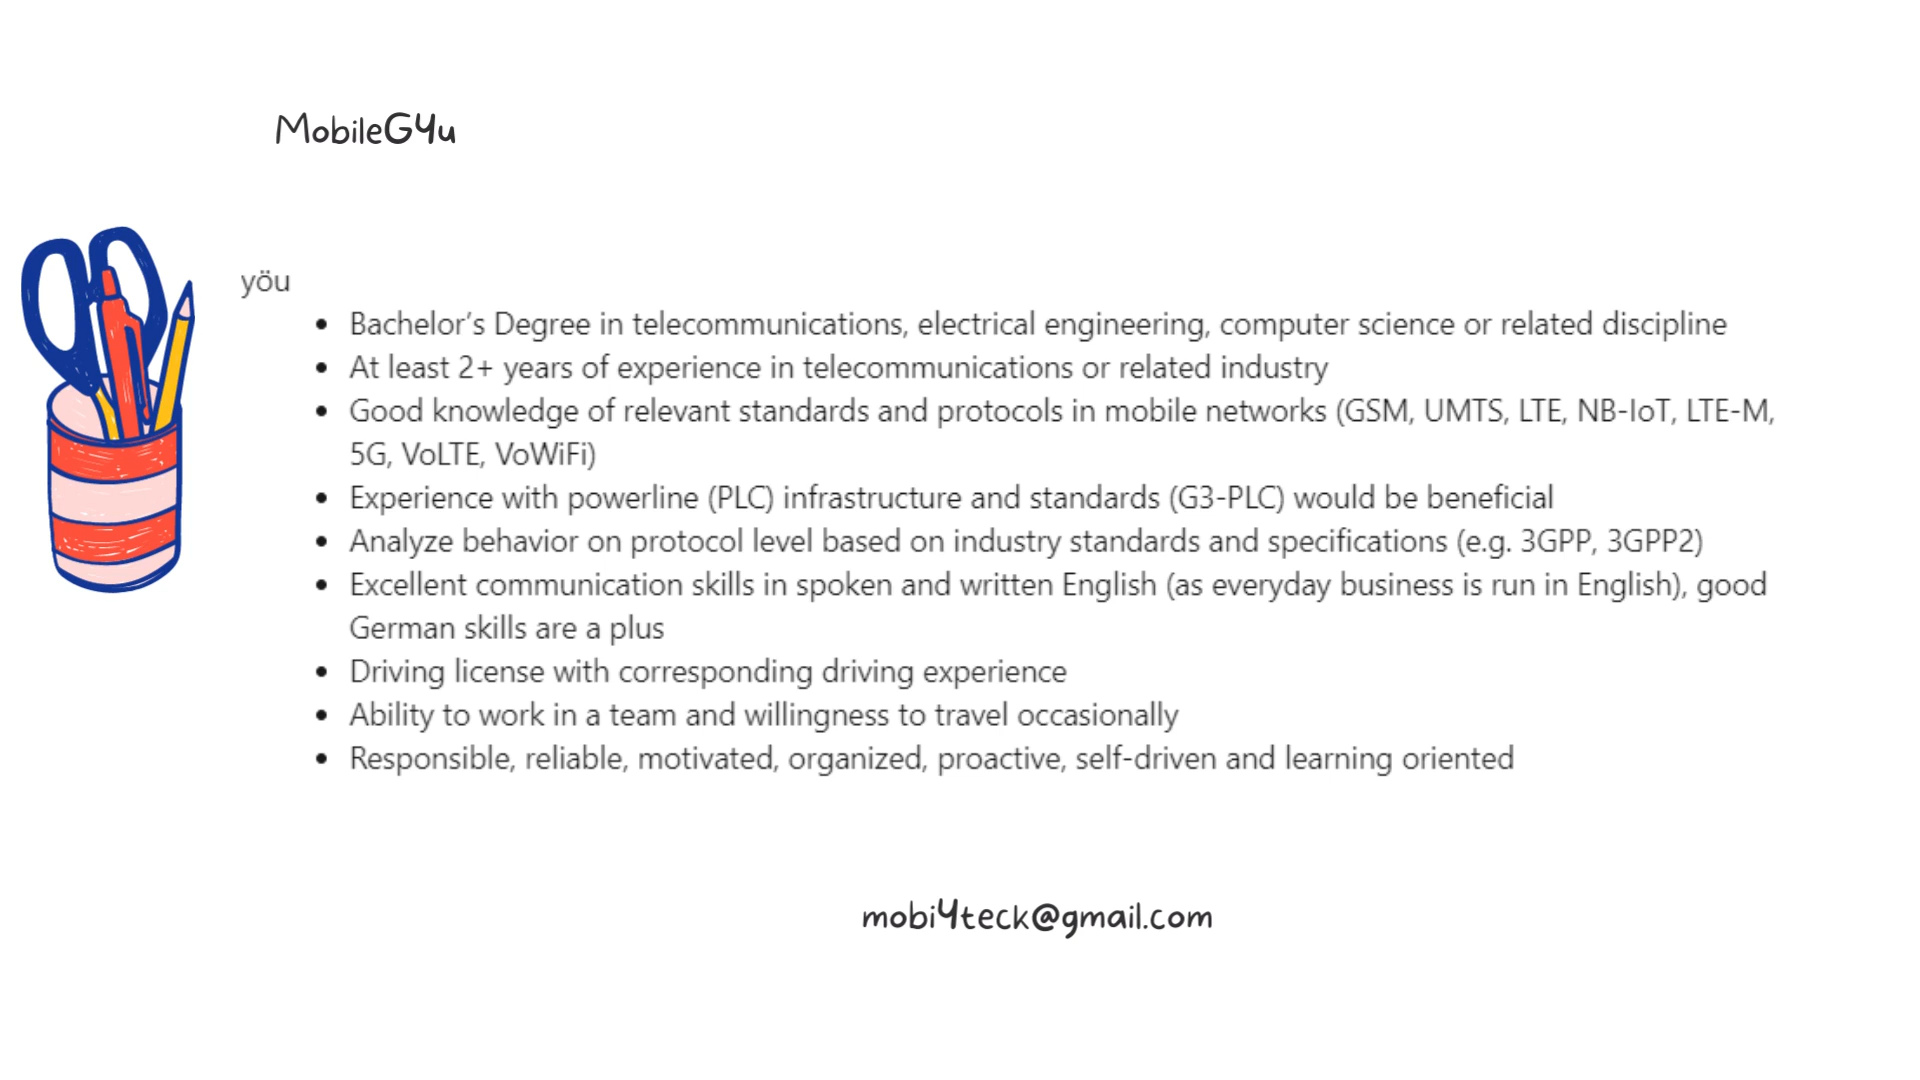 MobileG4u
yöu
• Bachelor’s Degree in telecommunications, electrical engineering, computer science or related discipline
• At least 2+ years of experience in telecommunications or related industry
• Good knowledge of relevant standards and protocols in mobile networks (GSM, UMTS, LTE, NB-IoT, LTE-M,
5G, VoLTE, VoWiFi)
• Experience with powerline (PLC) infrastructure and standards (G3-PLC) would be beneficial
• Analyze behavior on protocol level based on industry standards and specifications (e.g. 3GPP, 3GPP2)
• Excellent communication skills in spoken and written English (as everyday business is run in English), good
German skills are a plus
• Driving license with corresponding driving experience
• Ability to work in a team and willingness to travel occasionally
• Responsible, reliable, motivated, organized, proactive, self-driven and learning oriented
mobi4teck@gmail.com